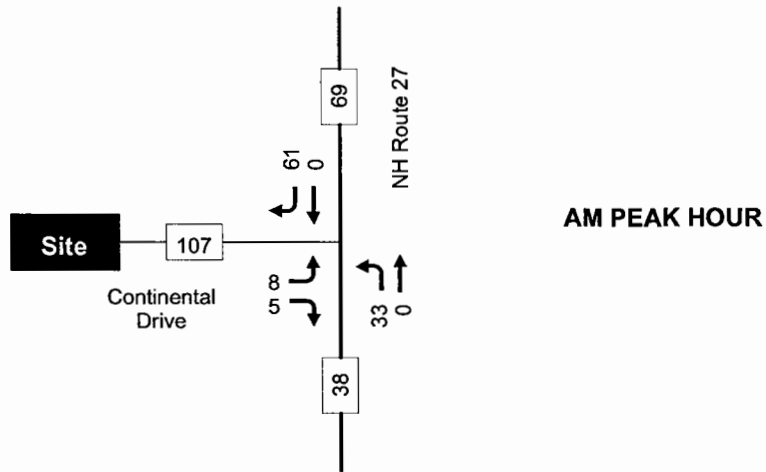 69
NH Route 27
61
0
AM PEAK HOUR
Site
107
Continental
Drive
8
5
33
0
38